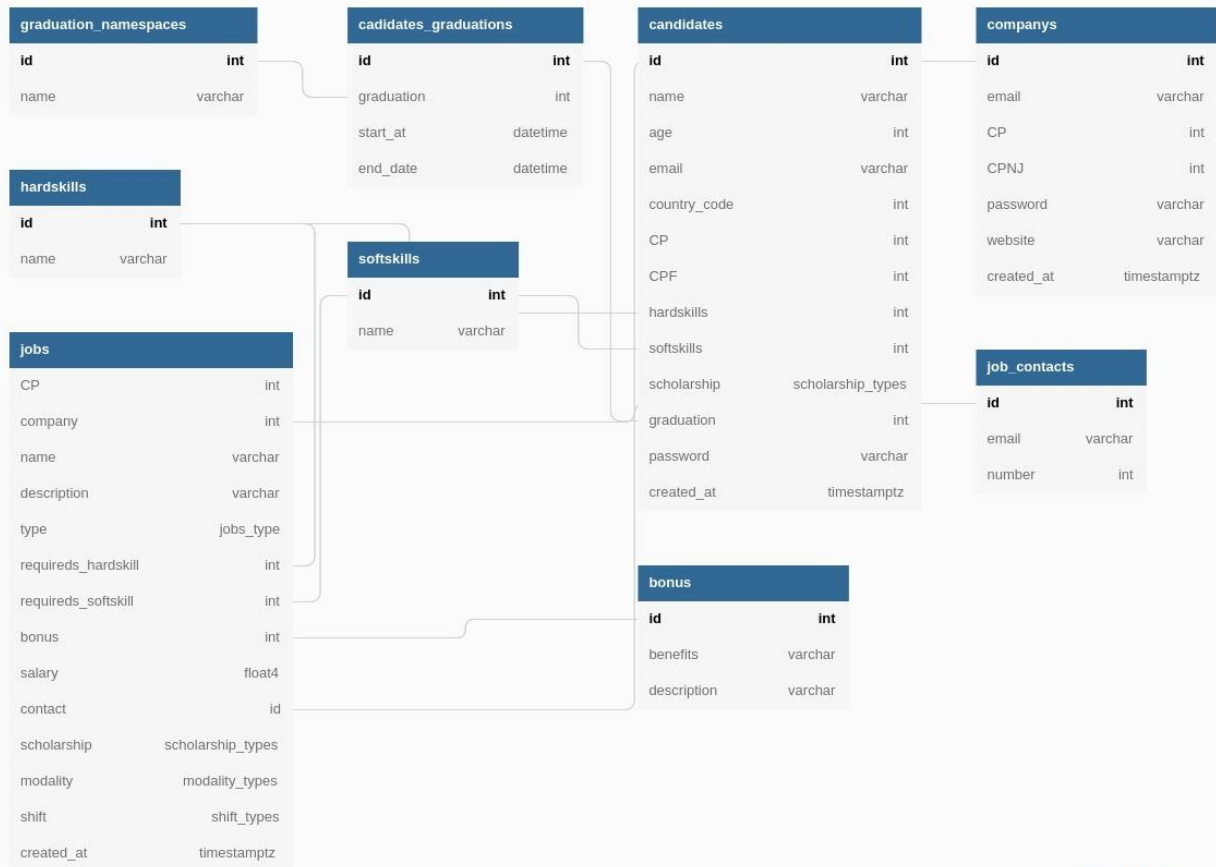 graduation_namespaces
id int
name varchar
cadidates_graduations
id int
graduation int
start_at datetime
end_date datetime
candidates
id int
name varchar
age int
email varchar
country_code int
CP int
CPF int
hardskills int
softskills int
scholarship scholarship_types
graduation int
password varchar
created_at timestamptz
companys
id int
email varchar
CP int
CPNJ int
password varchar
website varchar
created_at timestamptz
hardskills
id int
name varchar
softskills
id int
name varchar
jobs
CP int
company int
name varchar
description varchar
type jobs_type
requireds_hardskill int
requireds_softskill int
bonus int
salary float4
contact id
scholarship scholarship_types
modality modality_types
shift shift_types
created_at timestamptz
job_contacts
id int
email varchar
number int
bonus
id int
benefits varchar
description varchar